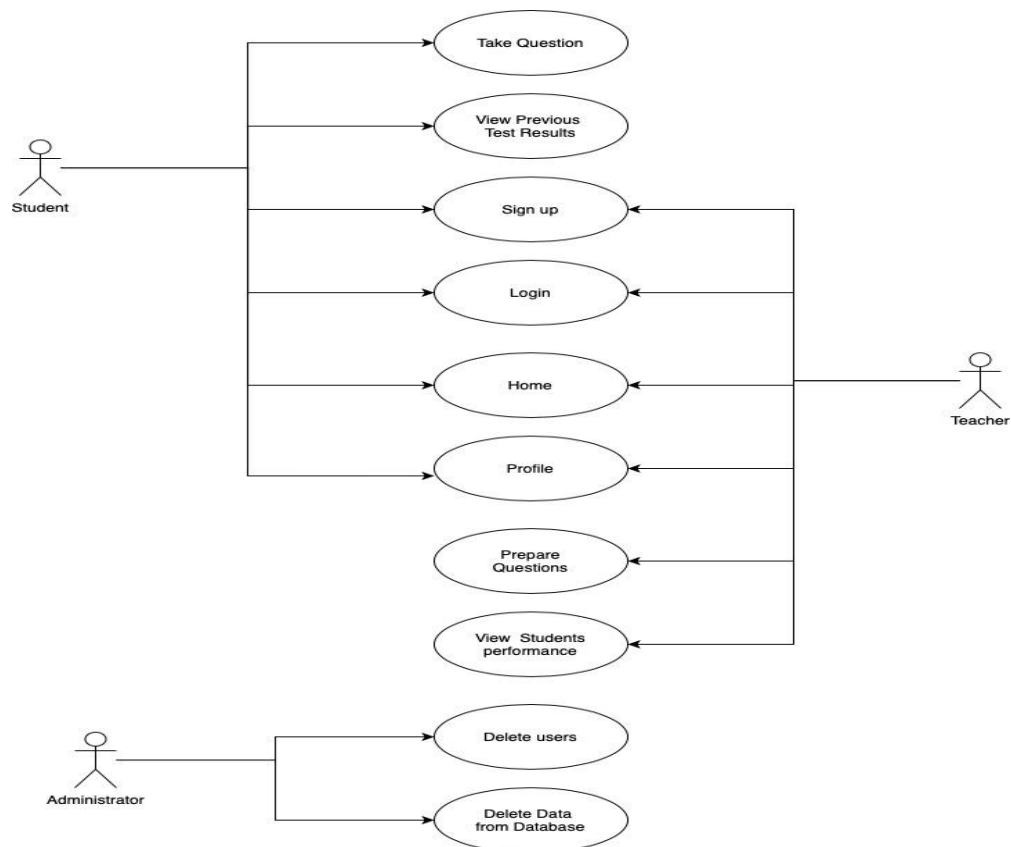 Take Question
View Previous
Test Results
Student
Sign up
Login
Home
Teacher
Profile
Prepare
Questions
View  Students
performance
Delete users
Administrator
Delete Data
from Database